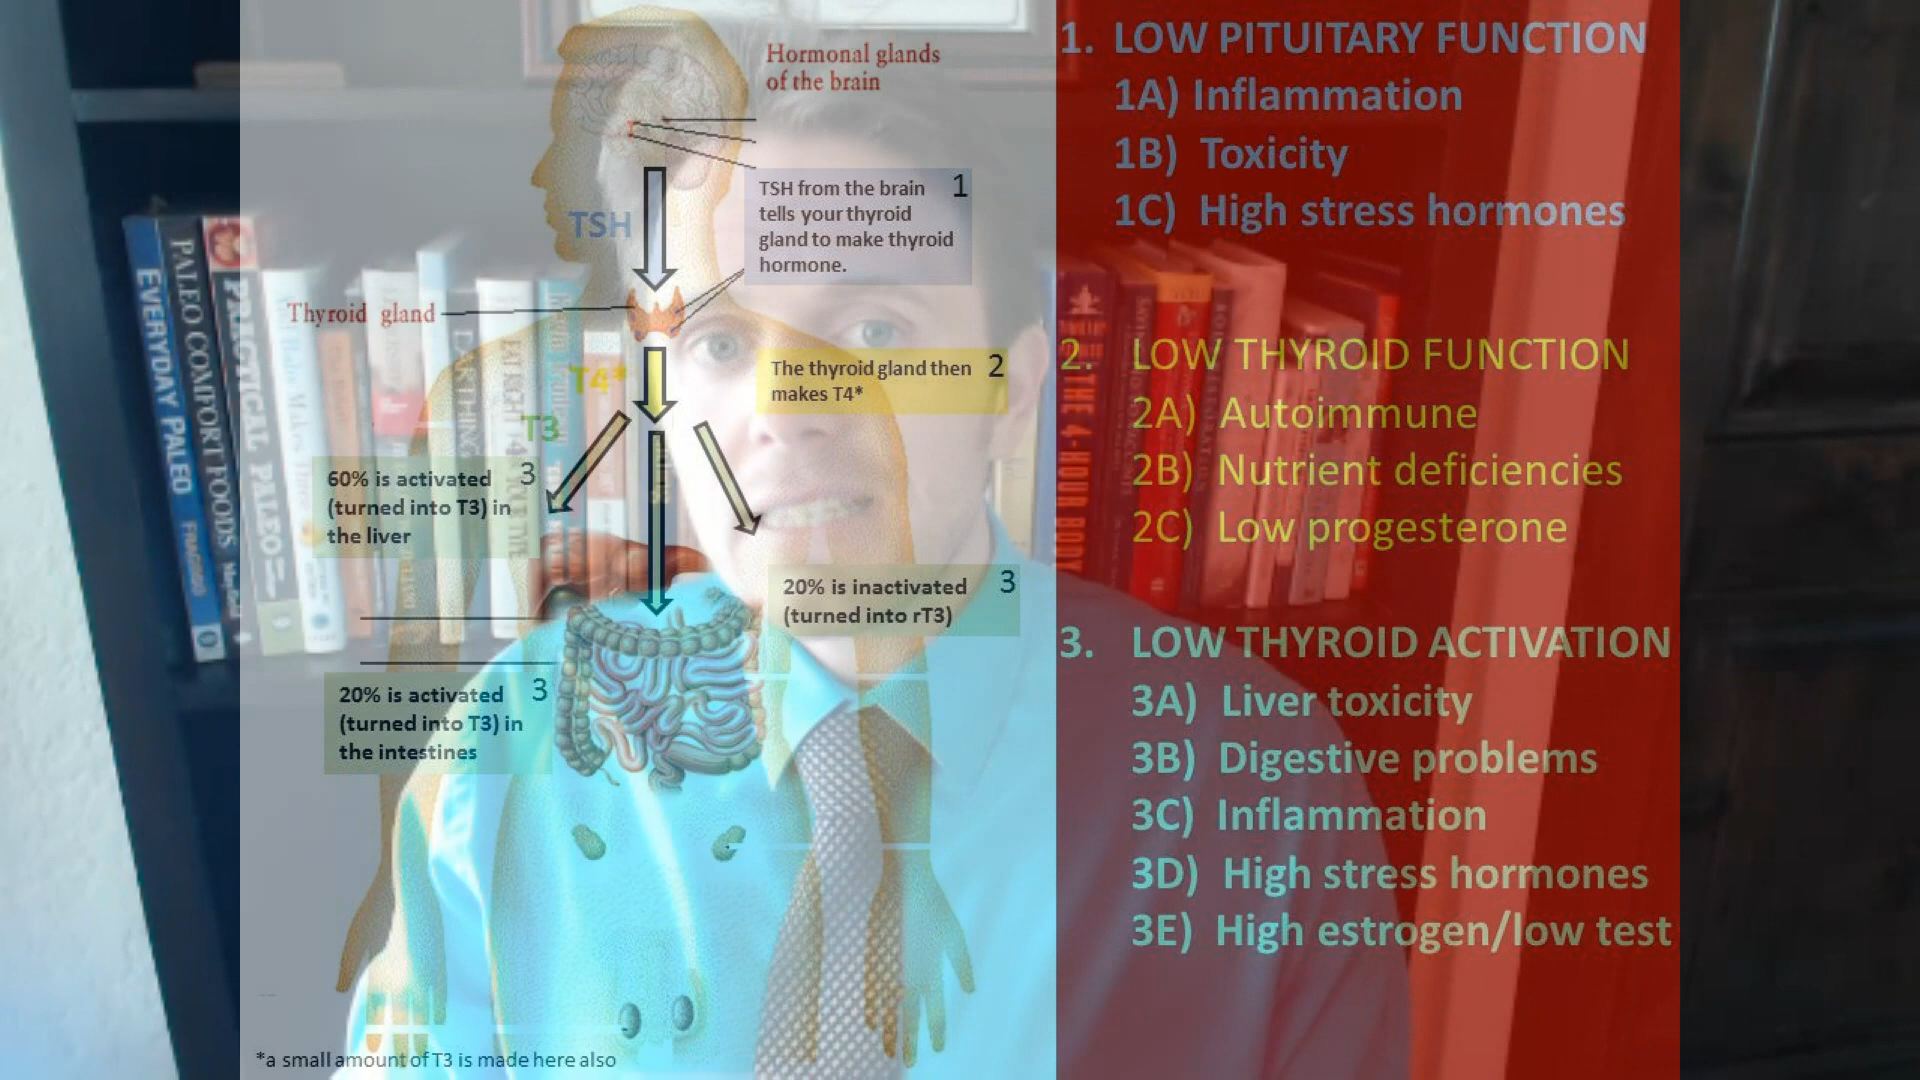 Hormonal glands
of the brain
TSH from the brain
tells your thyroid
gland to make thyroid
hormone.
1
TSH
Thyroid gland
T4*
The thyroid gland then
makes T4*
2
T3
60% is activated
(turned into T3) in
the liver
3
20% is inactivated
(turned into rT3)
3
20% is activated
(turned into T3) in
the intestines
3
*a small amount of T3 is made here also
1. LOW PITUITARY FUNCTION
1A) Inflammation
1B) Toxicity
1C) High stress hormones
2. LOW THYROID FUNCTION
2A) Autoimmune
2B) Nutrient deficiencies
2C) Low progesterone
3. LOW THYROID ACTIVATION
3A) Liver toxicity
3B) Digestive problems
3C) Inflammation
3D) High stress hormones
3E) High estrogen/low test
EVERYDAY PALEO
PALEO COMFORT FOODS
PRACTICAL PALEO
THE 4-HOUR BODY